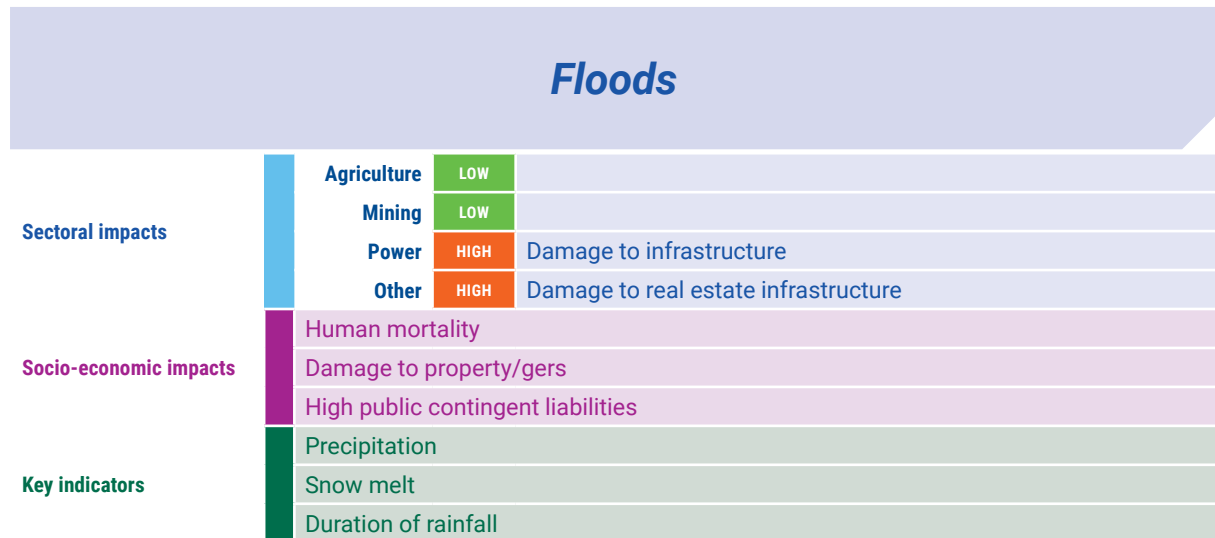 Floods
Sectoral impacts
Agriculture LOW
Mining LOW
Power HIGH Damage to infrastructure
Other HIGH Damage to real estate infrastructure
Socio-economic impacts
Human mortality
Damage to property/gers
High public contingent liabilities
Key indicators
Precipitation
Snow melt
Duration of rainfall